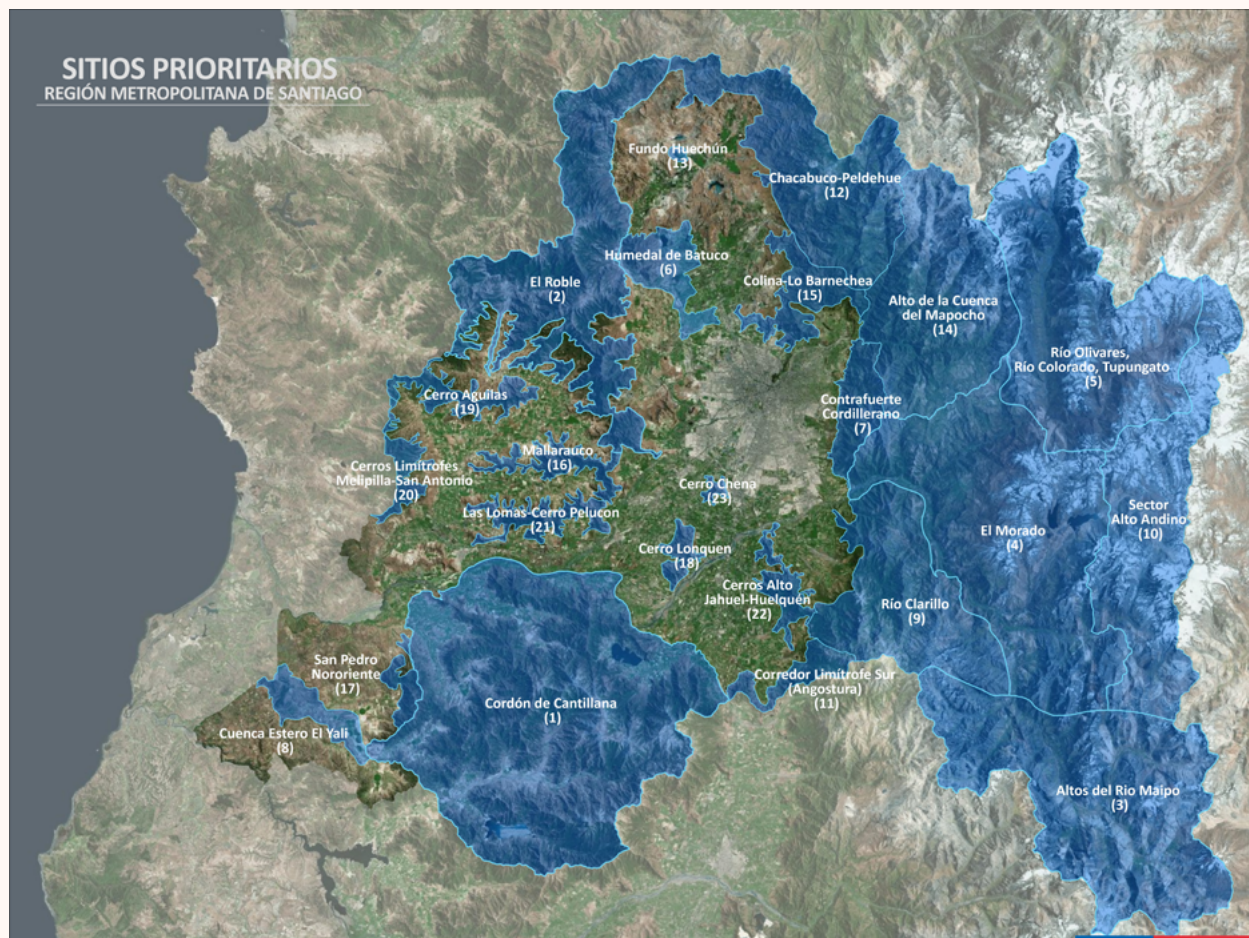 SITIOS PRIORITARIOS
REGIÓN METROPOLITANA DE SANTIAGO
Fundo Huechún
(13)
Chacabuco-Peldehue
(12)
Humedal de Batuco
(6)
El Roble
(2)
Colina-Lo Barnechea
(15)
Alto de la Cuenca
del Mapocho
(14)
Río Olivares,
Río Colorado, Tupungato
(5)
Cerro Aguilas
(19)
Contrafuerte
Cordillerano
(7)
Mallarauco
(16)
Cerros Limítrofes
Melipilla-San Antonio
(20)
Cerro Chena
(23)
Las Lomas-Cerro Pelucon
(21)
Sector
Alto Andino
(10)
El Morado
(4)
Cerro Lonquen
(18)
Cerros Alto
Jahuel-Huelquén
(22)
Río Clarillo
(9)
San Pedro
Nororiente
(17)
Corredor Limítrofe Sur
(Angostura)
(11)
Cordón de Cantillana
(1)
Cuenca Estero El Yali
(8)
Altos del Rio Maipo
(3)